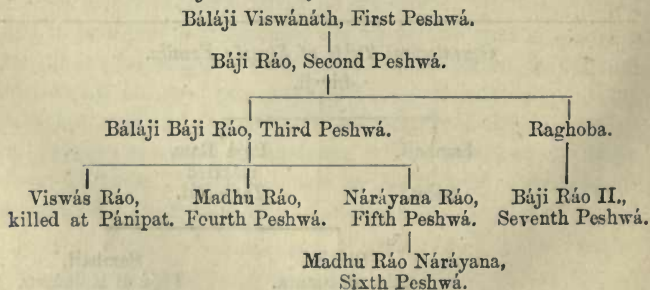 Báláji Viswánáth, First Peshwá.
Báji Ráo, Second Peshwá.
Báláji Báji Ráo, Third Peshwá. Raghoba.
Viswás Ráo, Madhu Ráo, Náráyana Ráo, Báji Ráo II.,
killed at Pánipat. Fourth Peshwá. Fifth Peshwá. Seventh Peshwá.
Madhu Ráo Náráyana,
Sixth Peshwá.